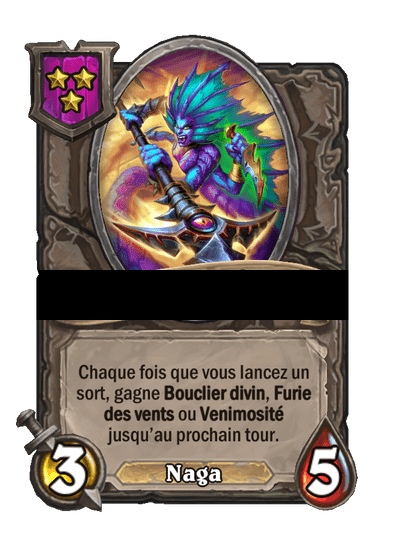 Chaque fois que vous lancez un
sort, gagne Bouclier divin, Furie
des vents ou Venimosité
jusqu'au prochain tour.
3
Naga
5